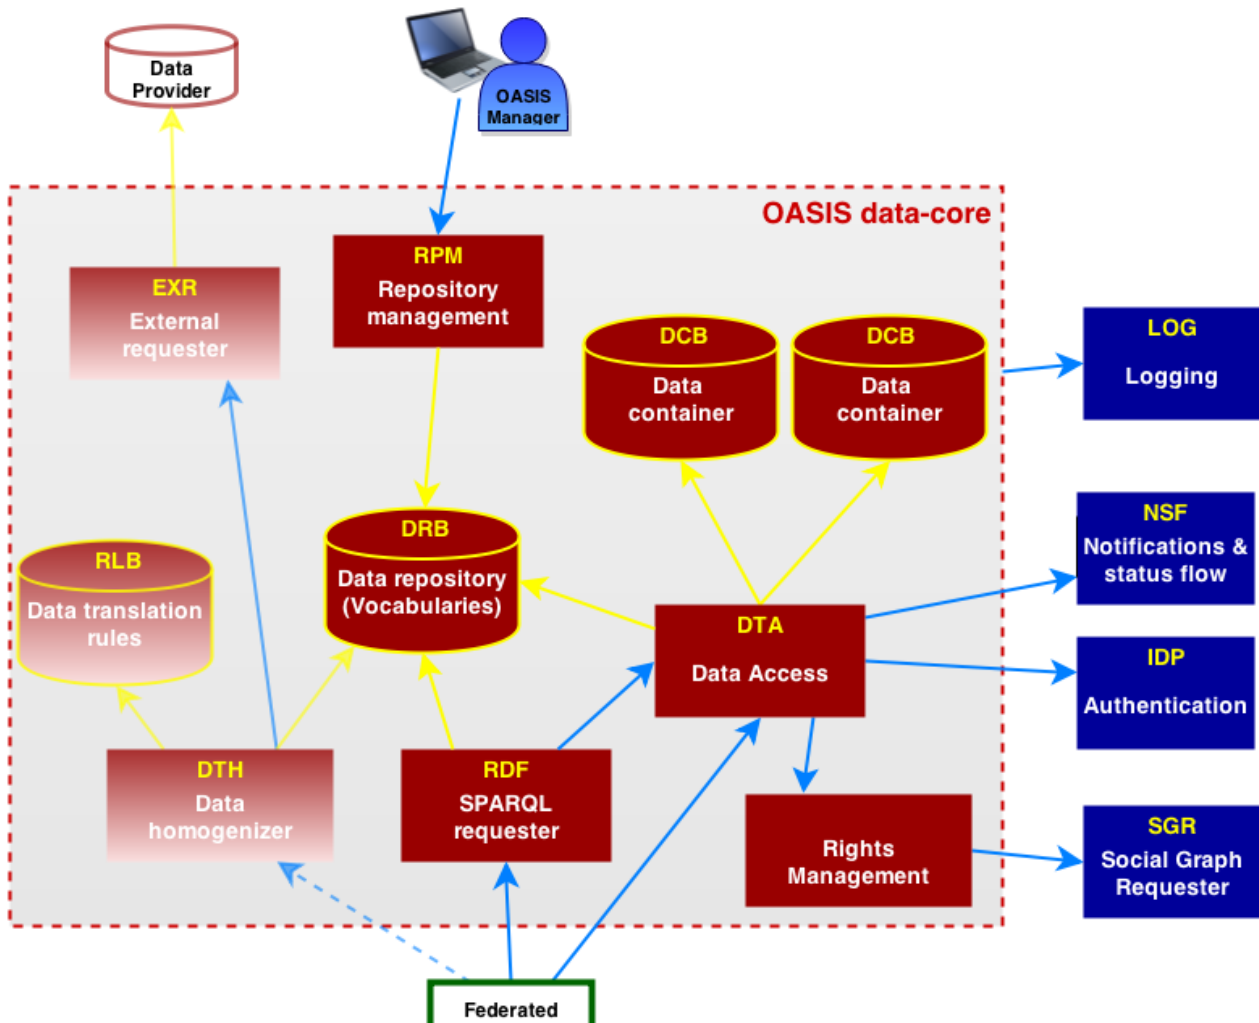 Data
Provider
OASIS
Manager
OASIS data-core
RPM
Repository
management
EXR
External
requester
DCB
Data
container
DCB
Data
container
LOG
Logging
DRB
Data repository
(Vocabularies)
RLB
Data translation
rules
NSF
Notifications &
status flow
DTA
Data Access
IDP
Authentication
DTH
Data
homogenizer
RDF
SPARQL
requester
Rights
Management
SGR
Social Graph
Requester
Federated